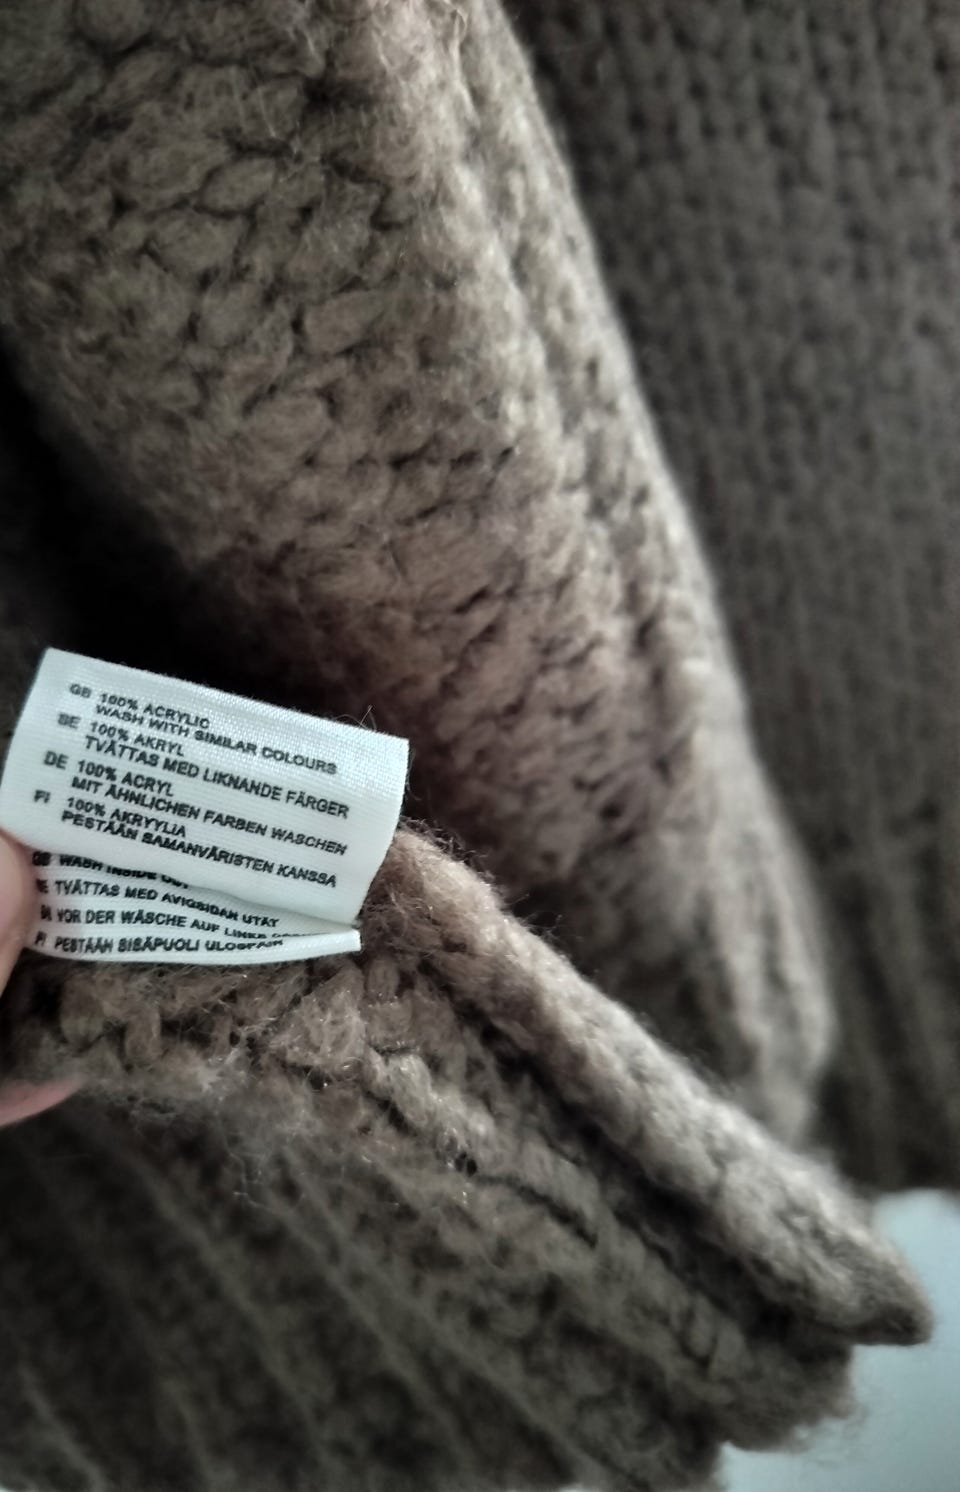 GB 100% ACRYLIC
WASH WITH SIMILAR COLOURS
SE 100% AKRYL
TVÄTTAS MED LIKNANDE FÄRGER
DE 100% ACRYL
MIT ÄHNLICHEN FARBEN WASCHEN
FI 100% AKRYYLIA
PESTÄÄN SAMANVÄRISTEN KANSSA
GB WASH INSIDE OUT
SE TVÄTTAS MED AVIGSIDAN UTÅT
VOR DER WÄSCHE AUF LINKS
FI PESTÄÄN SISÄPUOLI ULOSPÄIN